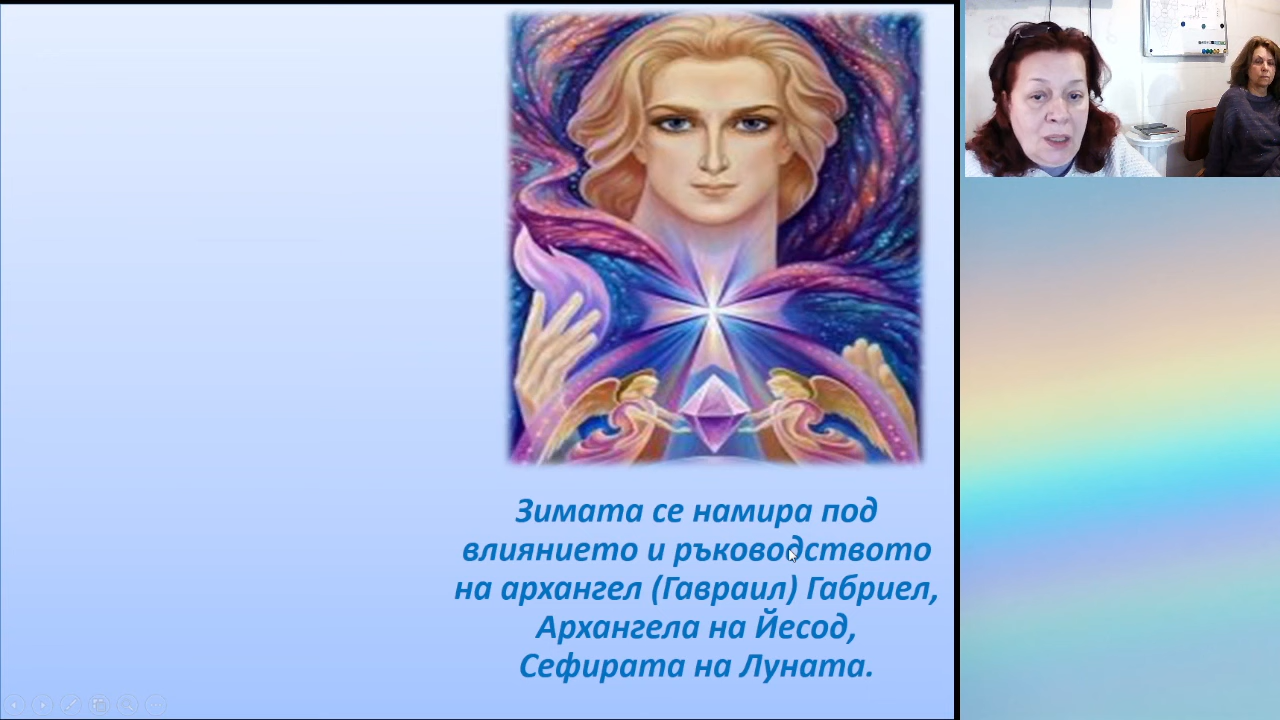 Зимата се намира под
влиянието и ръководството
на архангел (Гавраил) Габриел,
Архангела на Йесод,
Сефирата на Луната.